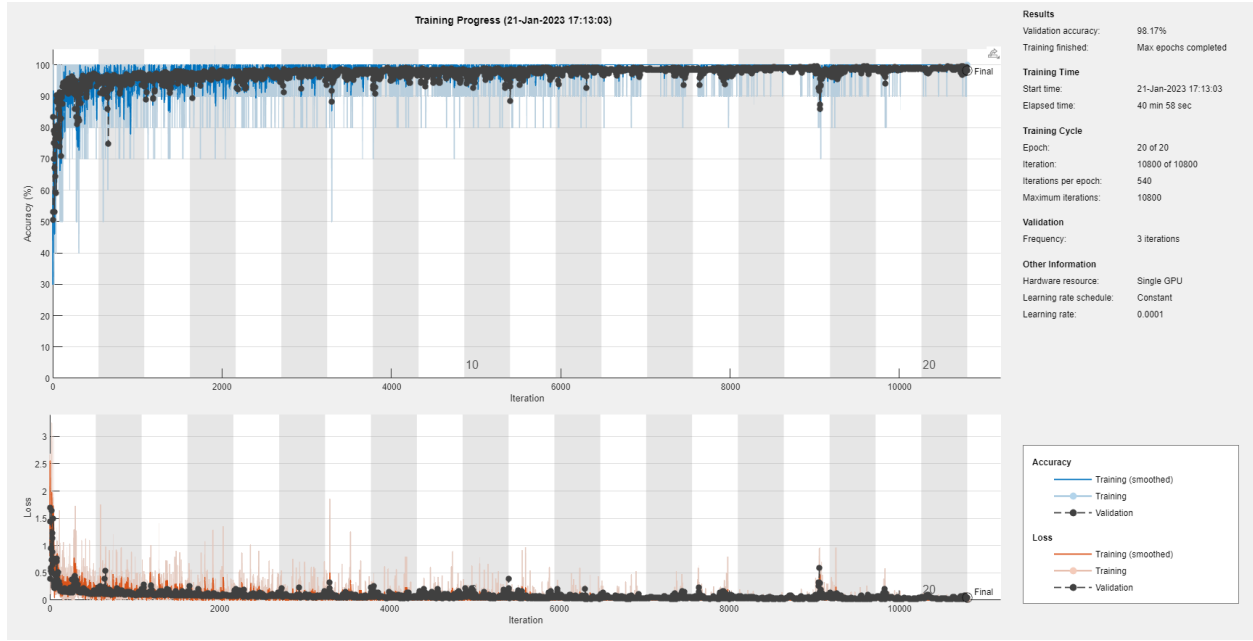 Training Progress (21-Jan-2023 17:13:03)
100
90
80
70
60
50
40
30
20
10
0
Accuracy (%)
Final
10
20
0
2000
4000
6000
8000
10000
Iteration
3
2.5
2
1.5
1
0.5
0
Loss
20
Final
0
2000
4000
6000
8000
10000
Iteration
Results
Validation accuracy: 98.17%
Training finished: Max epochs completed
Training Time
Start time: 21-Jan-2023 17:13:03
Elapsed time: 40 min 58 sec
Training Cycle
Epoch: 20 of 20
Iteration: 10800 of 10800
Iterations per epoch: 540
Maximum iterations: 10800
Validation
Frequency: 3 iterations
Other Information
Hardware resource: Single GPU
Learning rate schedule: Constant
Learning rate: 0.0001
Accuracy
Training (smoothed)
Training
Validation
Loss
Training (smoothed)
Training
Validation